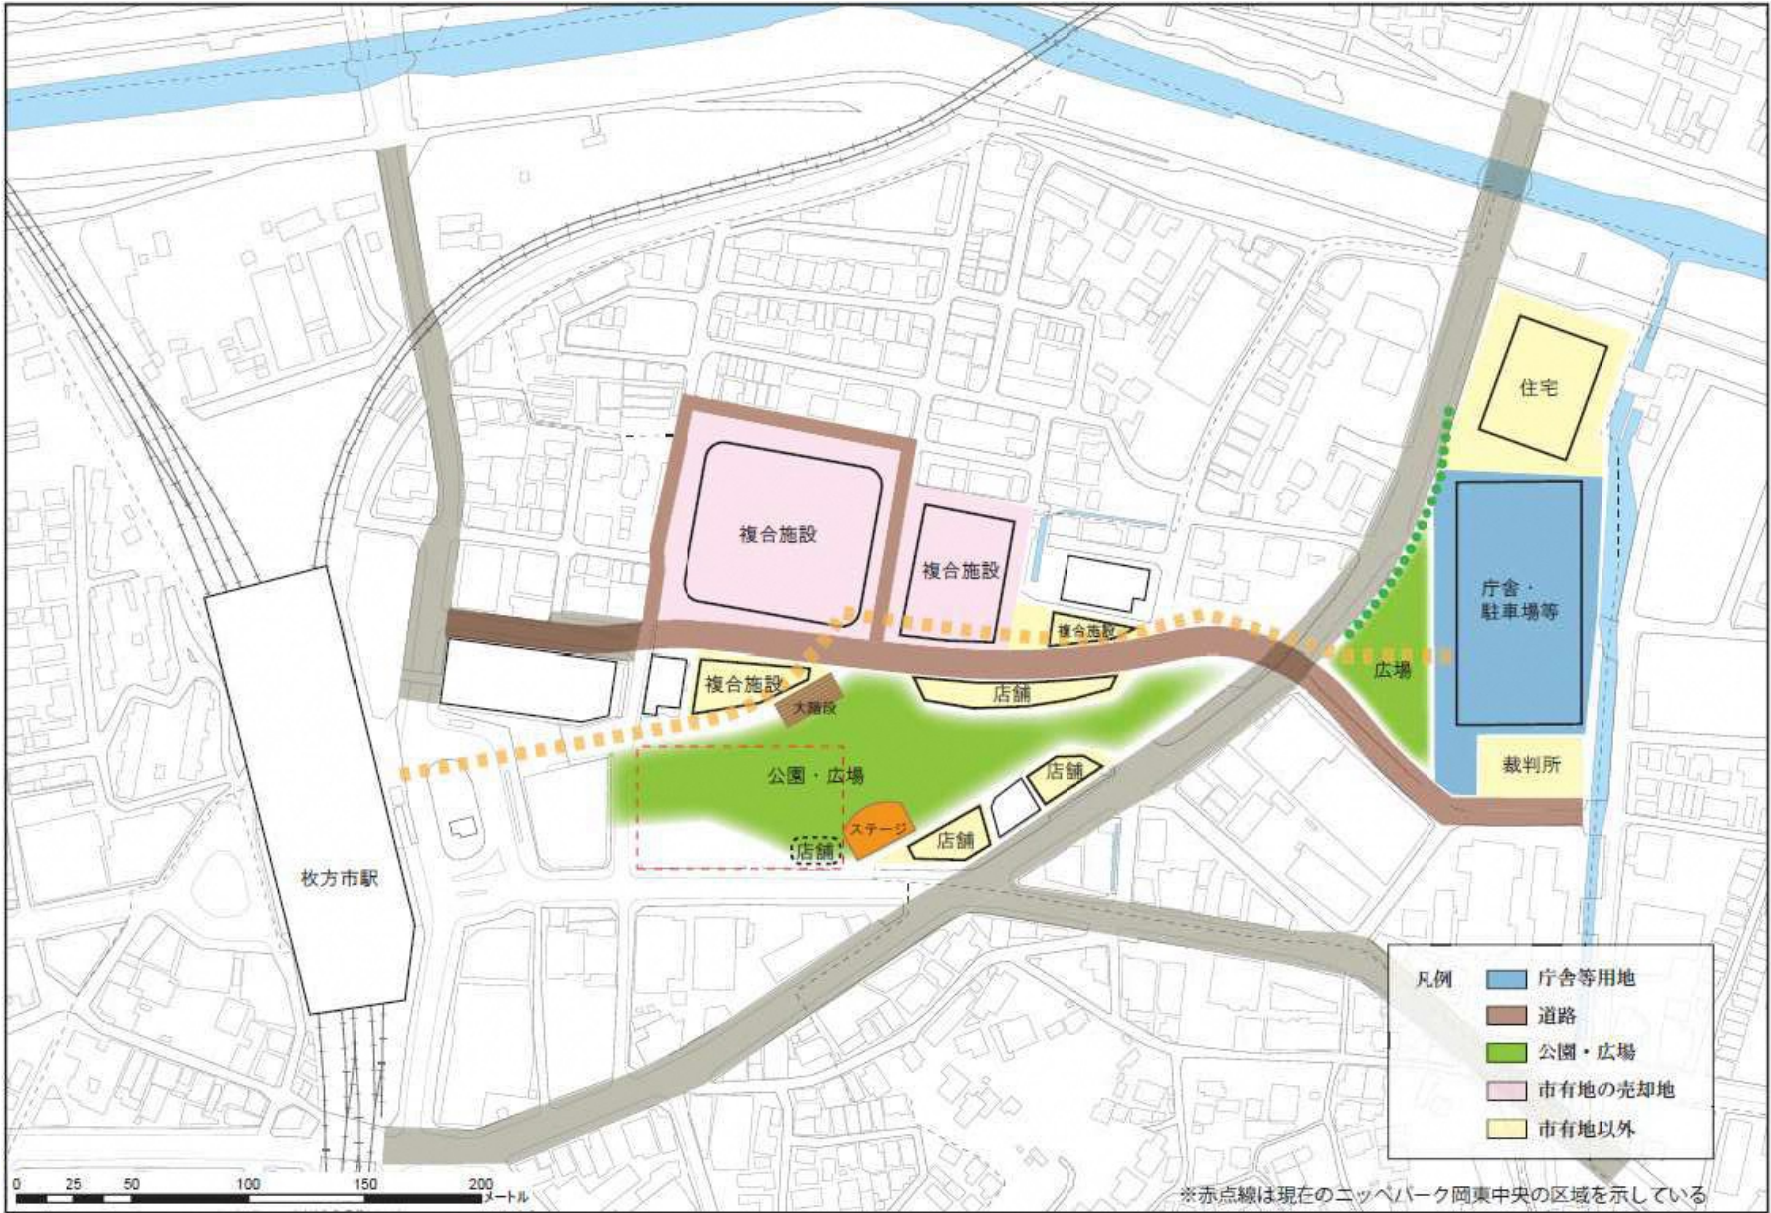 住宅
複合施設
複合施設
庁舎・
駐車場等
複合施設
広場
複合施設
店舗
大階段
公園・広場
店舗
裁判所
ステージ
店舗
店舗
枚方市駅
凡例
庁舎等用地
道路
公園・広場
市有地の売却地
市有地以外
0 25 50 100 150 200
メートル
※赤点線は現在のニッペパーク岡東中央の区域を示している